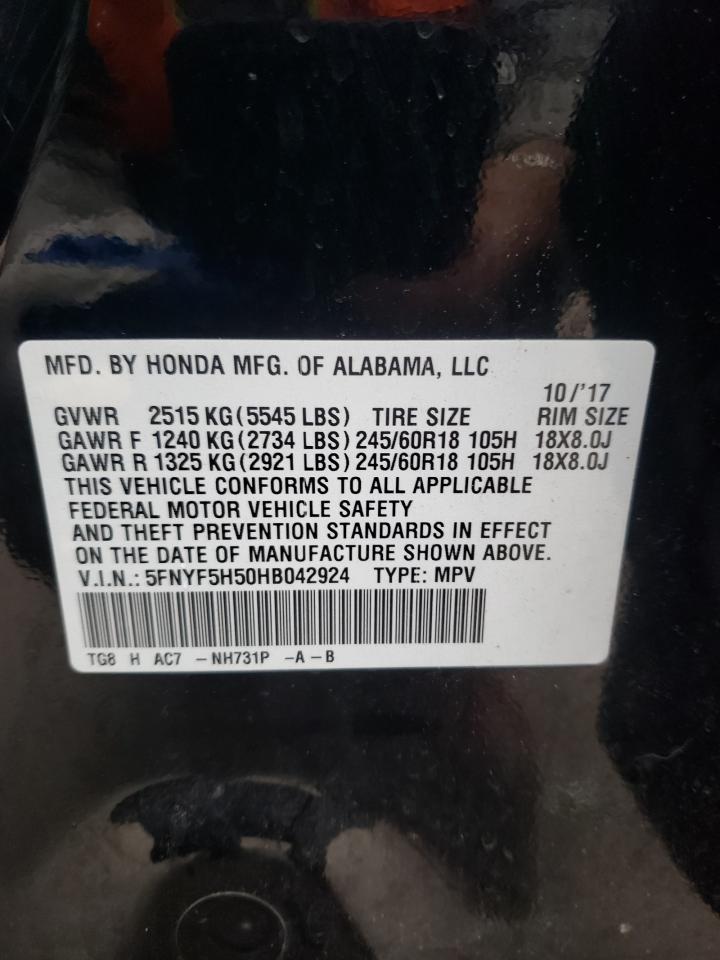 MFD. BY HONDA MFG. OF ALABAMA, LLC
10/'17
GVWR 2515 KG (5545 LBS) TIRE SIZE RIM SIZE
GAWR F 1240 KG (2734 LBS) 245/60R18 105H 18X8.0J
GAWR R 1325 KG (2921 LBS) 245/60R18 105H 18X8.0J
THIS VEHICLE CONFORMS TO ALL APPLICABLE
FEDERAL MOTOR VEHICLE SAFETY
AND THEFT PREVENTION STANDARDS IN EFFECT
ON THE DATE OF MANUFACTURE SHOWN ABOVE.
V.I.N.: 5FNYF5H50HB042924 TYPE: MPV
TG8 H AC7 -NH731P -A-B